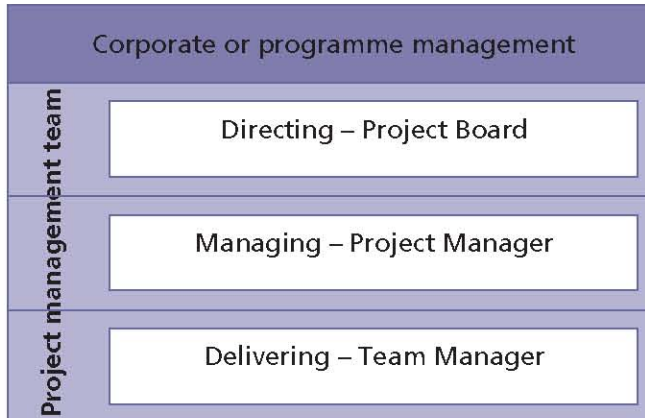 Corporate or programme management
Project management team
Directing – Project Board
Managing – Project Manager
Delivering – Team Manager